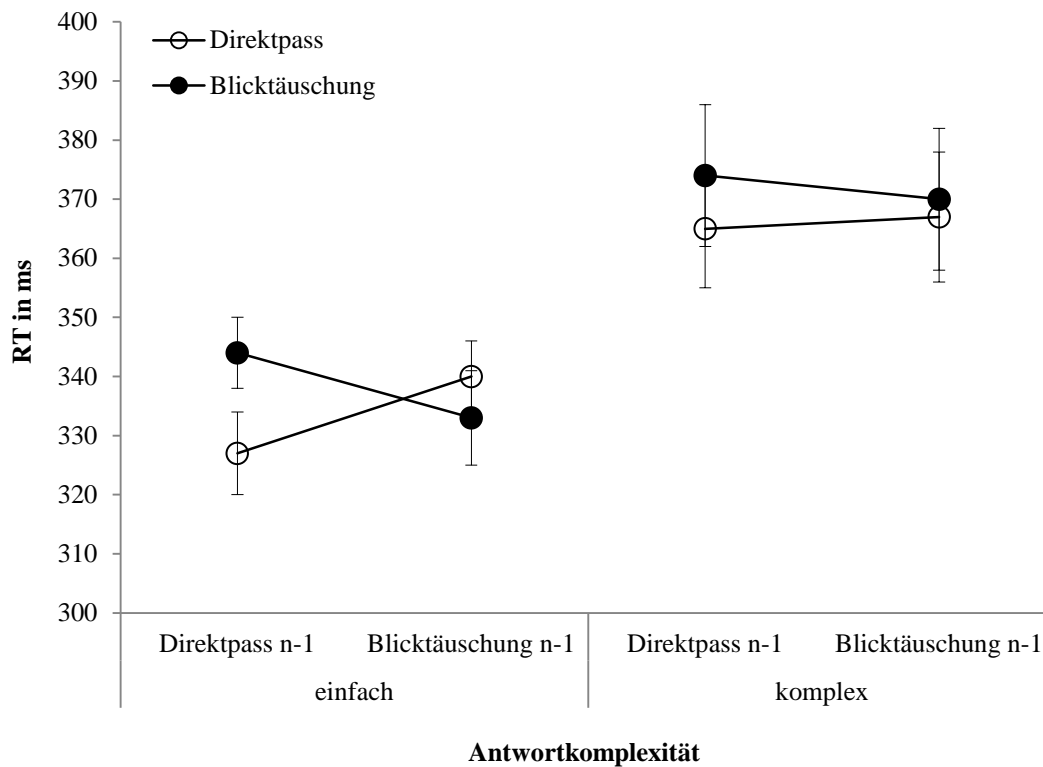 400
390
380
370
360
350
340
330
320
310
300
RT in ms
Direktpass
Blicktäuschung
Direktpass n-1 Blicktäuschung n-1 Direktpass n-1 Blicktäuschung n-1
einfach komplex
Antwortkomplexität